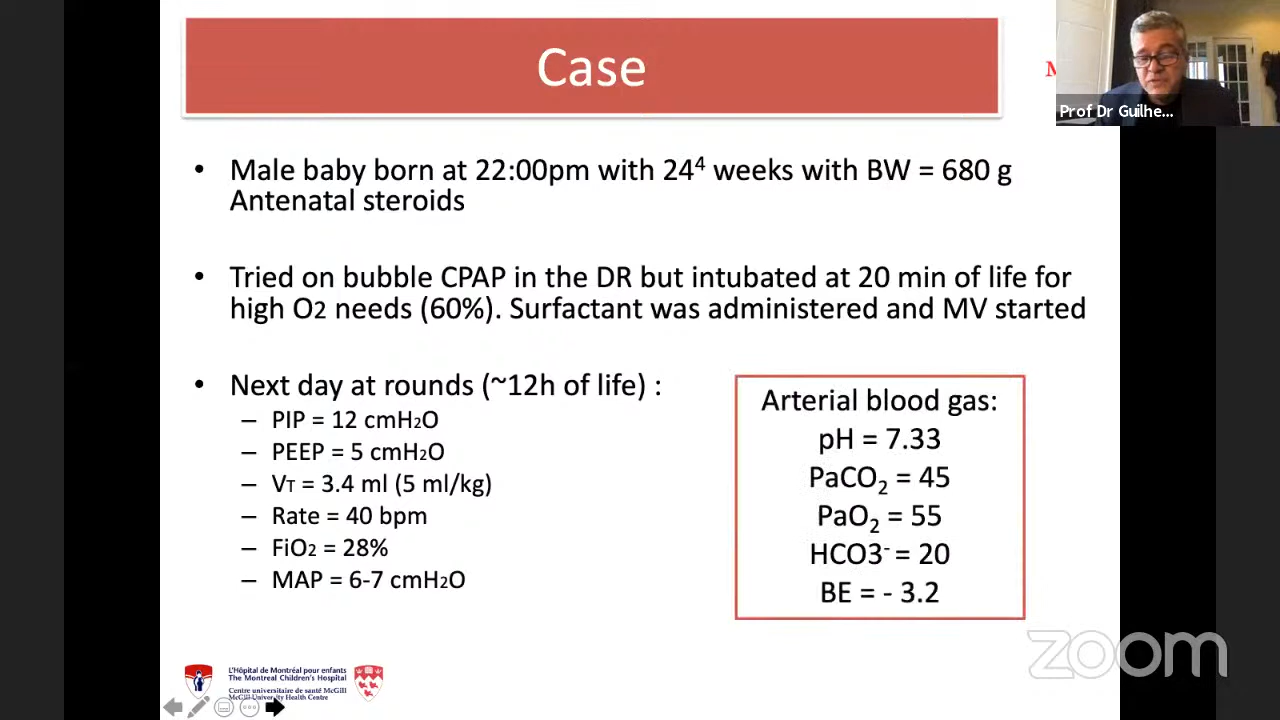 Case
Prof Dr Guilhe...
• Male baby born at 22:00pm with 24⁴ weeks with BW = 680 g
Antenatal steroids
• Tried on bubble CPAP in the DR but intubated at 20 min of life for
high O2 needs (60%). Surfactant was administered and MV started
• Next day at rounds (~12h of life) :
– PIP = 12 cmH2O
– PEEP = 5 cmH2O
– VT = 3.4 ml (5 ml/kg)
– Rate = 40 bpm
– FiO2 = 28%
– MAP = 6-7 cmH2O
Arterial blood gas:
pH = 7.33
PaCO₂ = 45
PaO₂ = 55
HCO3⁻ = 20
BE = - 3.2
L'Hôpital de Montréal pour enfants
The Montreal Children's Hospital
Centre universitaire de santé McGill
McGill University Health Centre
zoom